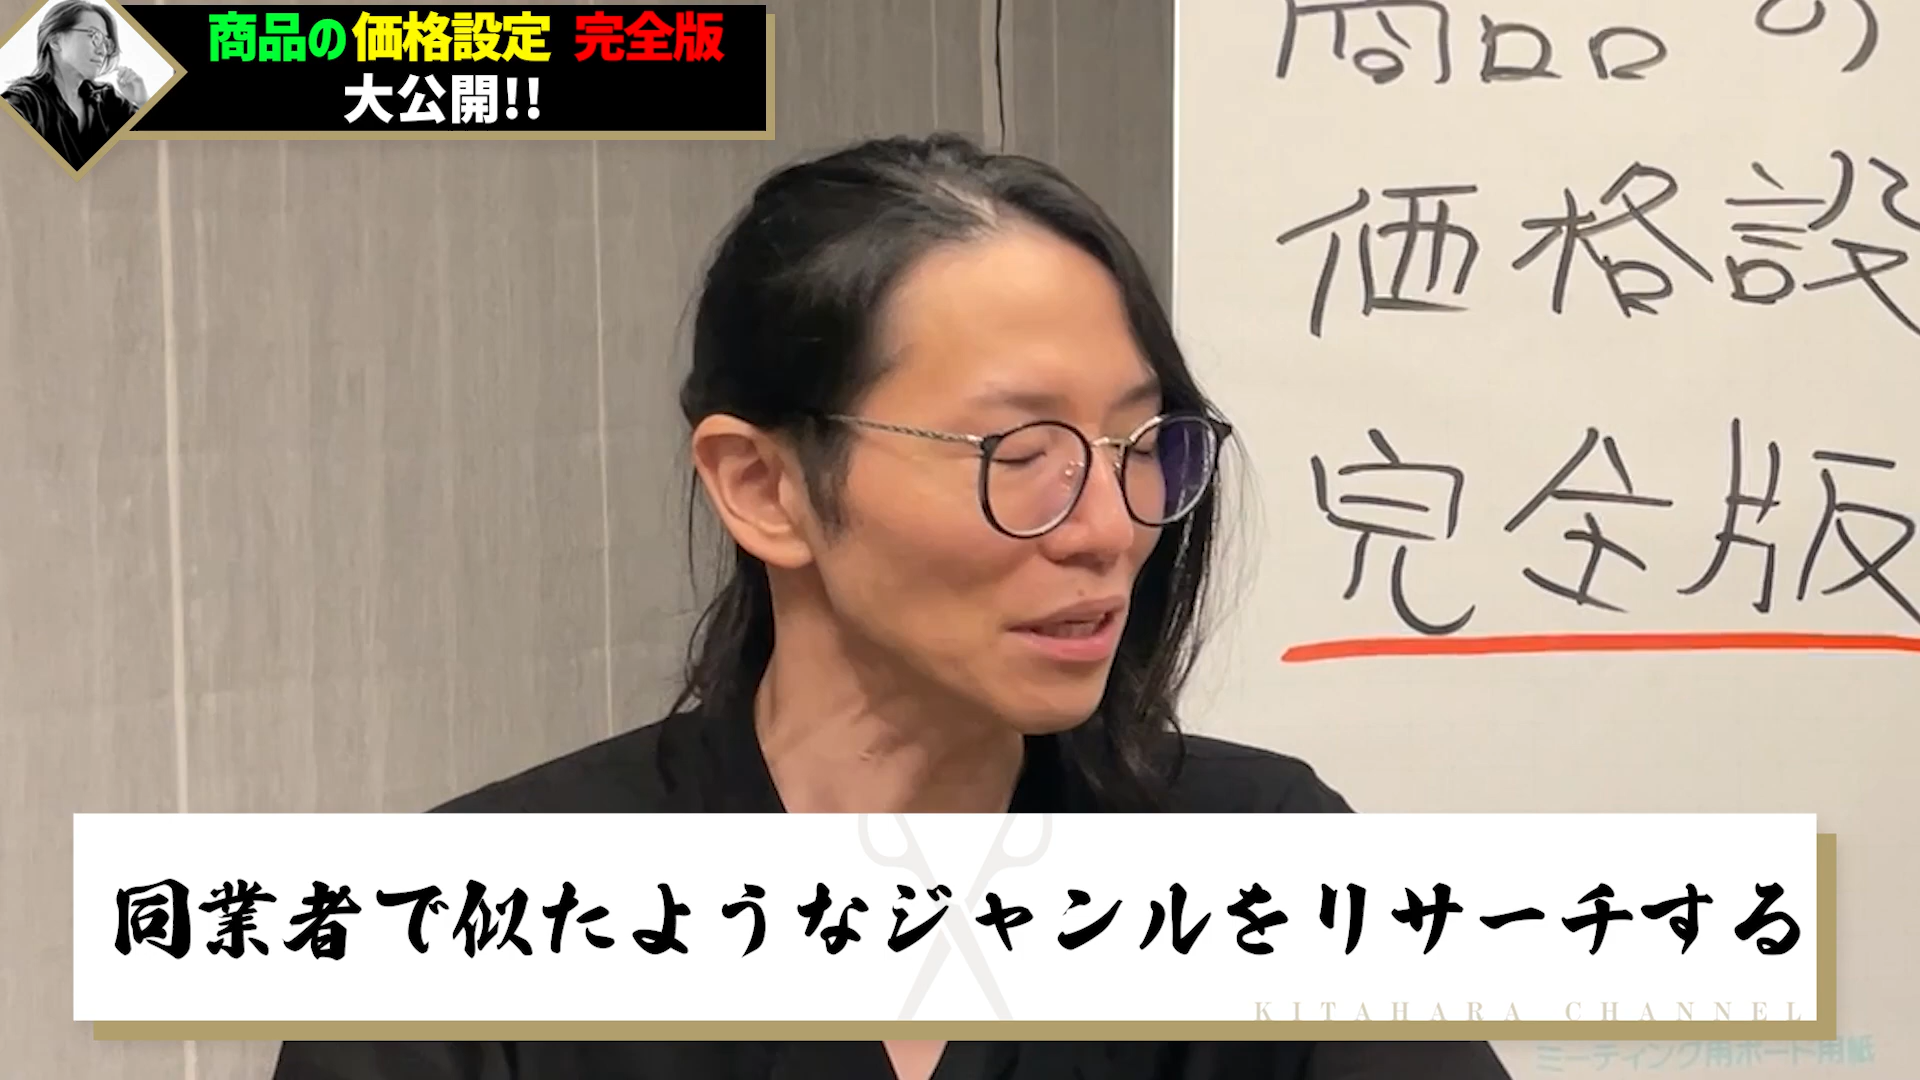 商品の価格設定 完全版
大公開!!
商品の
価格設
完全版
同業者で似たようなジャンルをリサーチする
KITAHARA CHANNEL
ミーティング用ボード用紙